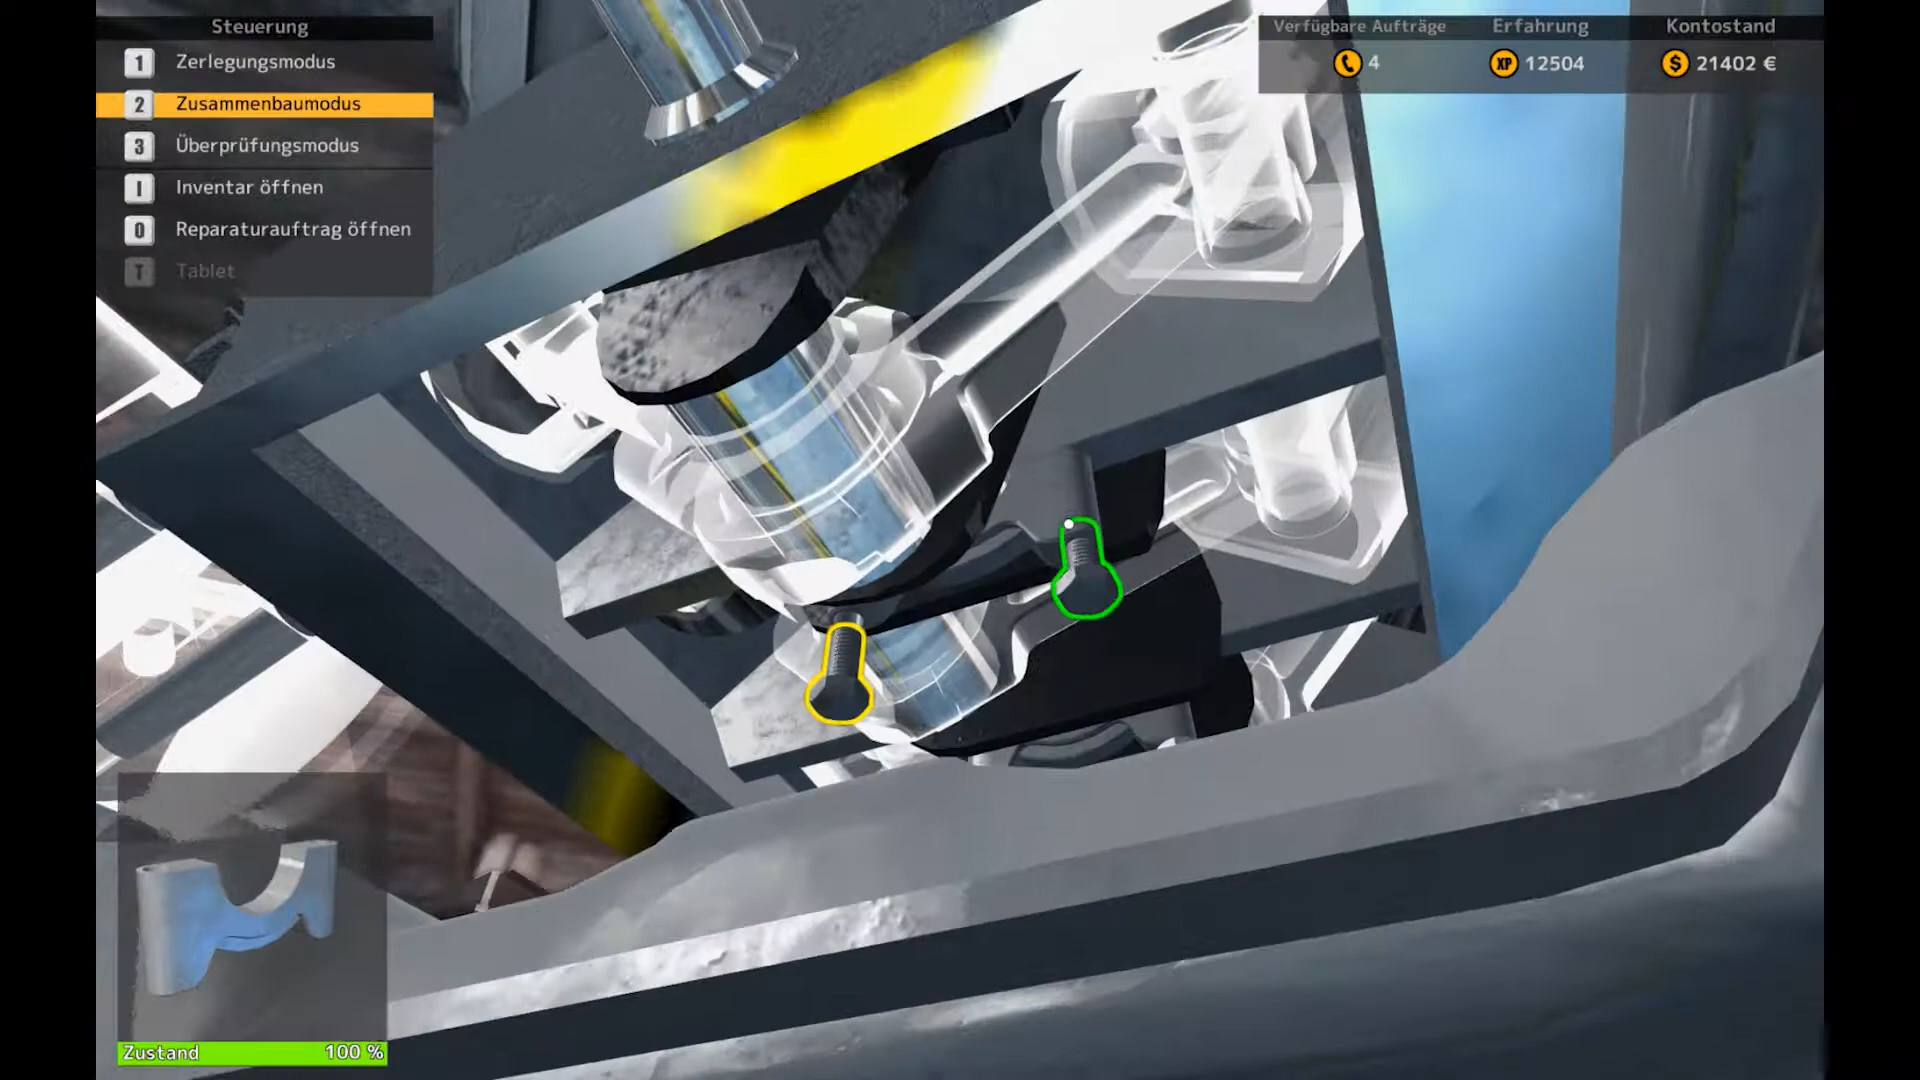 Steuerung
1 Zerlegungsmodus
2 Zusammenbaumodus
3 Überprüfungsmodus
I Inventar öffnen
O Reparaturauftrag öffnen
T Tablet
Verfügbare Aufträge Erfahrung Kontostand
4 XP 12504 $ 21402 €
Zustand 100 %